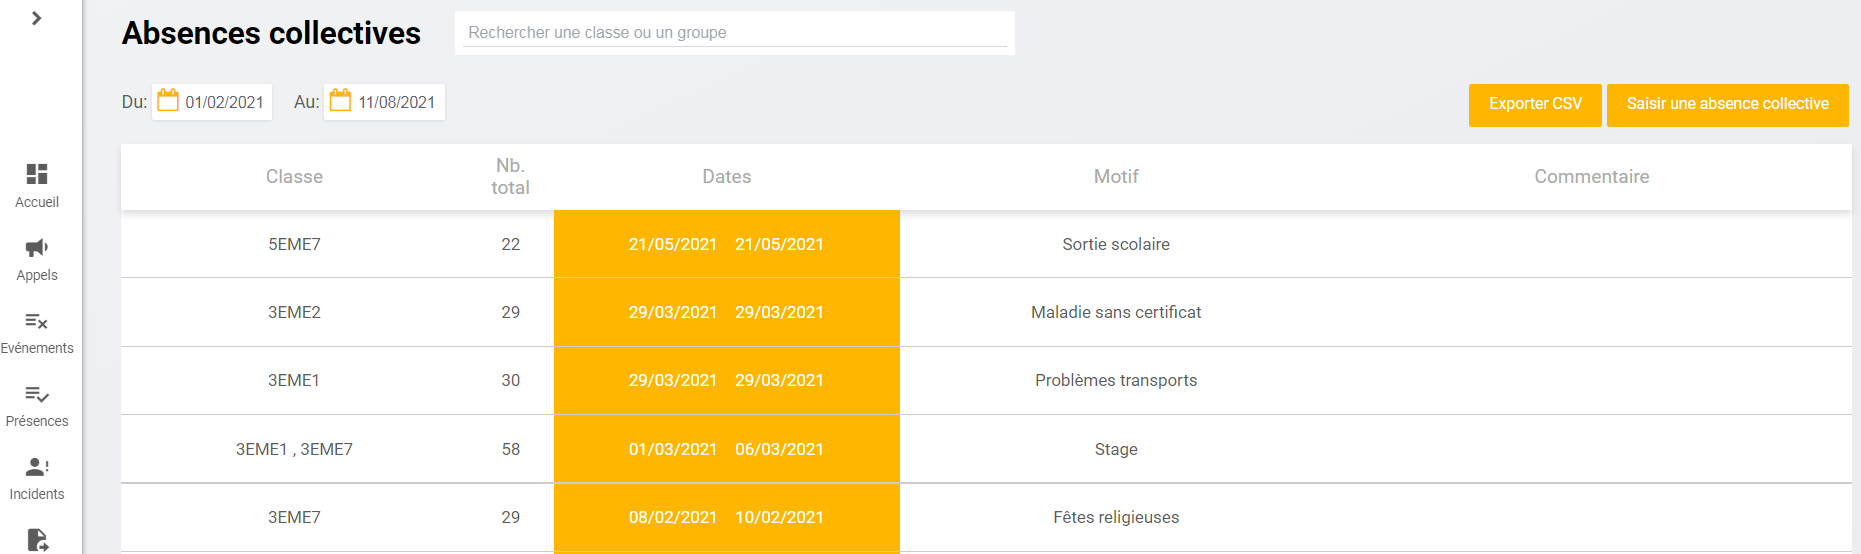 Absences collectives
Rechercher une classe ou un groupe
Du: 01/02/2021 Au: 11/08/2021
Exporter CSV Saisir une absence collective
Accueil
Appels
Evénements
Présences
Incidents
Classe Nb. total Dates Motif Commentaire
5EME7 22 21/05/2021 21/05/2021 Sortie scolaire
3EME2 29 29/03/2021 29/03/2021 Maladie sans certificat
3EME1 30 29/03/2021 29/03/2021 Problèmes transports
3EME1 , 3EME7 58 01/03/2021 06/03/2021 Stage
3EME7 29 08/02/2021 10/02/2021 Fêtes religieuses